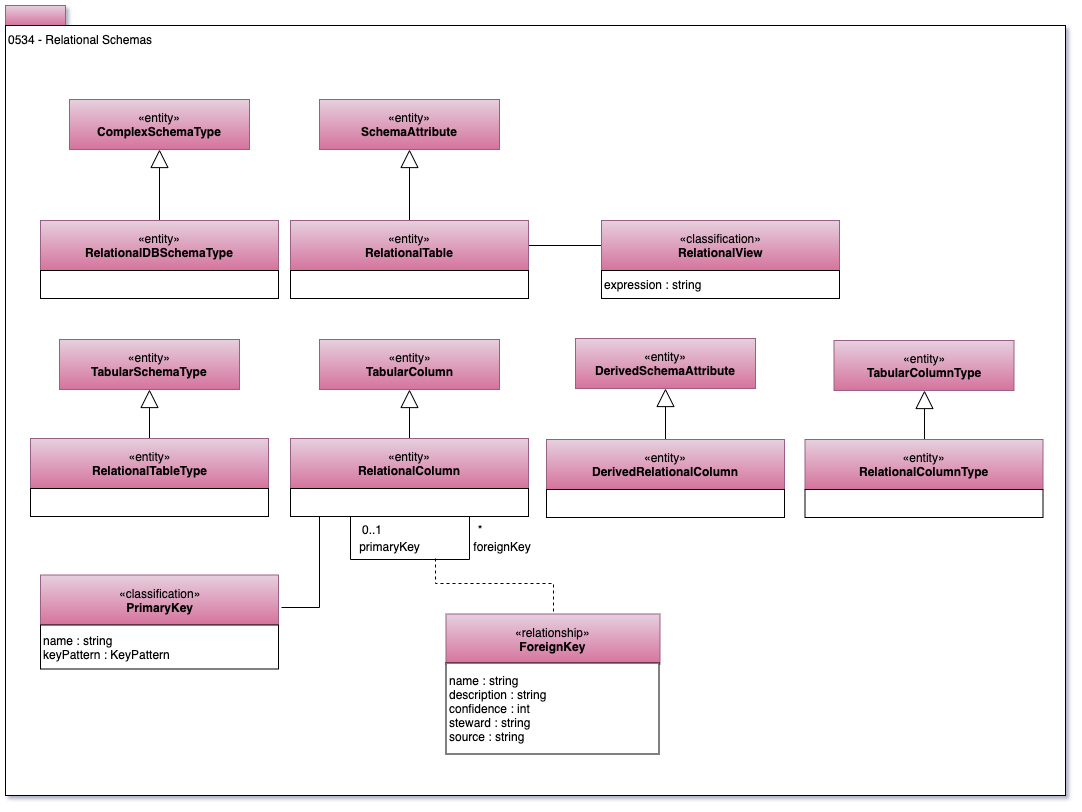 0534 - Relational Schemas
«entity»
ComplexSchemaType
«entity»
SchemaAttribute
«entity»
RelationalDBSchemaType
«entity»
RelationalTable
«classification»
RelationalView
expression : string
«entity»
TabularSchemaType
«entity»
TabularColumn
«entity»
DerivedSchemaAttribute
«entity»
TabularColumnType
«entity»
RelationalTableType
«entity»
RelationalColumn
«entity»
DerivedRelationalColumn
«entity»
RelationalColumnType
0..1
*
primaryKey
foreignKey
«classification»
PrimaryKey
name : string
keyPattern : KeyPattern
«relationship»
ForeignKey
name : string
description : string
confidence : int
steward : string
source : string